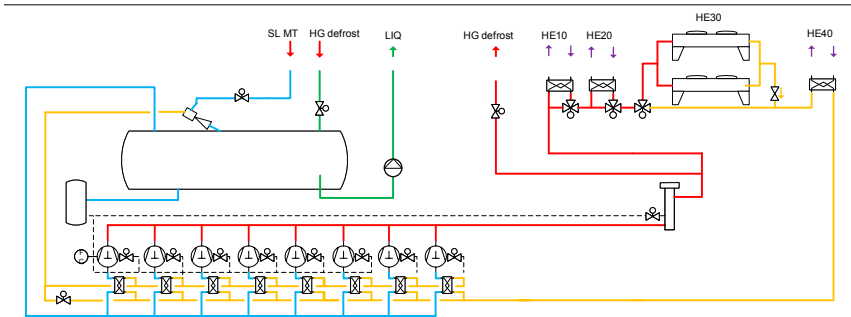 HE30
SL MT
HG defrost
LIQ
HG defrost
HE10
HE20
HE40